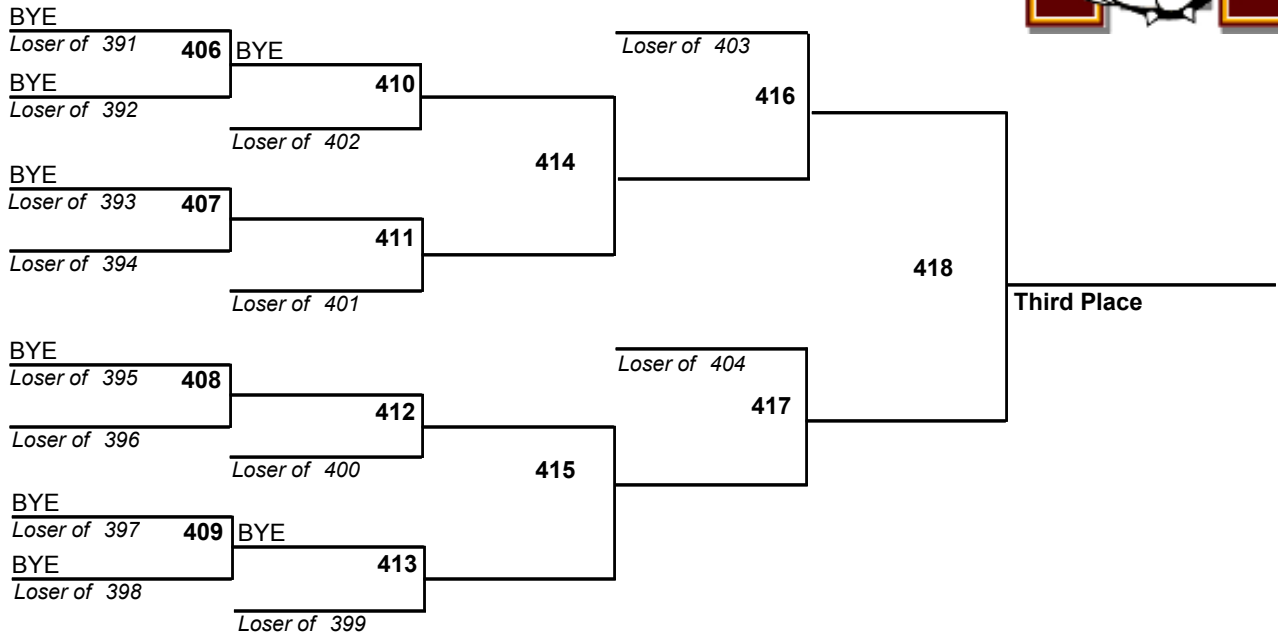 BYE
Loser of 391
406
BYE
Loser of 392
BYE
410
Loser of 402
Loser of 403
416
414
BYE
Loser of 393
407
Loser of 394
411
Loser of 401
418
Third Place
BYE
Loser of 395
408
Loser of 396
412
Loser of 400
Loser of 404
417
415
BYE
Loser of 397
409
BYE
BYE
Loser of 398
413
Loser of 399